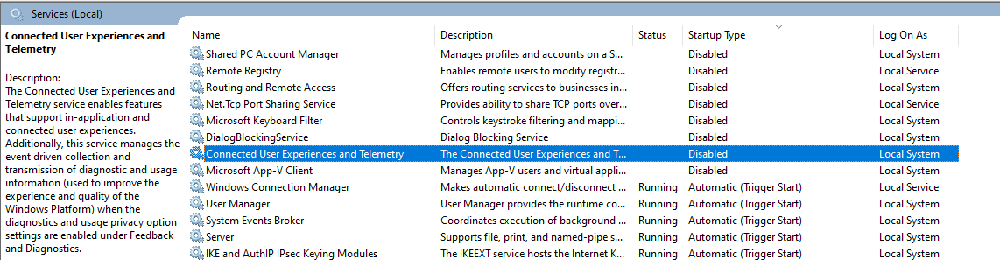 Services (Local)
Connected User Experiences and
Telemetry
Description:
The Connected User Experiences and
Telemetry service enables features
that support in-application and
connected user experiences.
Additionally, this service manages the
event driven collection and
transmission of diagnostic and usage
information (used to improve the
experience and quality of the
Windows Platform) when the
diagnostics and usage privacy option
settings are enabled under Feedback
and Diagnostics.
Name Description Status Startup Type Log On As
Shared PC Account Manager Manages profiles and accounts on a S... Disabled Local System
Remote Registry Enables remote users to modify registr... Disabled Local Service
Routing and Remote Access Offers routing services to businesses in... Disabled Local System
Net.Tcp Port Sharing Service Provides ability to share TCP ports over... Disabled Local Service
Microsoft Keyboard Filter Controls keystroke filtering and mappi... Disabled Local System
DialogBlockingService Dialog Blocking Service Disabled Local System
Connected User Experiences and Telemetry The Connected User Experiences and T... Disabled Local System
Microsoft App-V Client Manages App-V users and virtual appli... Disabled Local System
Windows Connection Manager Makes automatic connect/disconnect ... Running Automatic (Trigger Start) Local Service
User Manager User Manager provides the runtime co... Running Automatic (Trigger Start) Local System
System Events Broker Coordinates execution of background ... Running Automatic (Trigger Start) Local System
Server Supports file, print, and named-pipe s... Running Automatic (Trigger Start) Local System
IKE and AuthIP IPsec Keying Modules The IKEEXT service hosts the Internet K... Running Automatic (Trigger Start) Local System